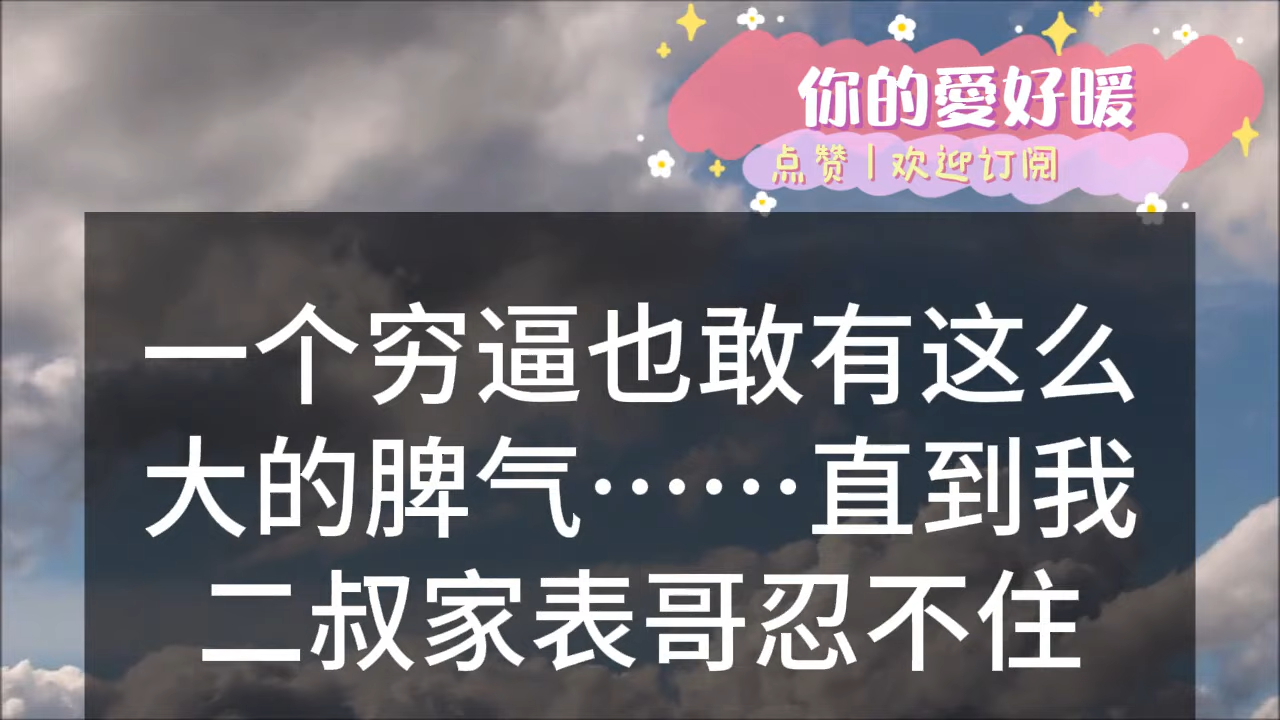 你的愛好暖
点赞 | 欢迎订阅
一个穷逼也敢有这么
大的脾气……直到我
二叔家表哥忍不住